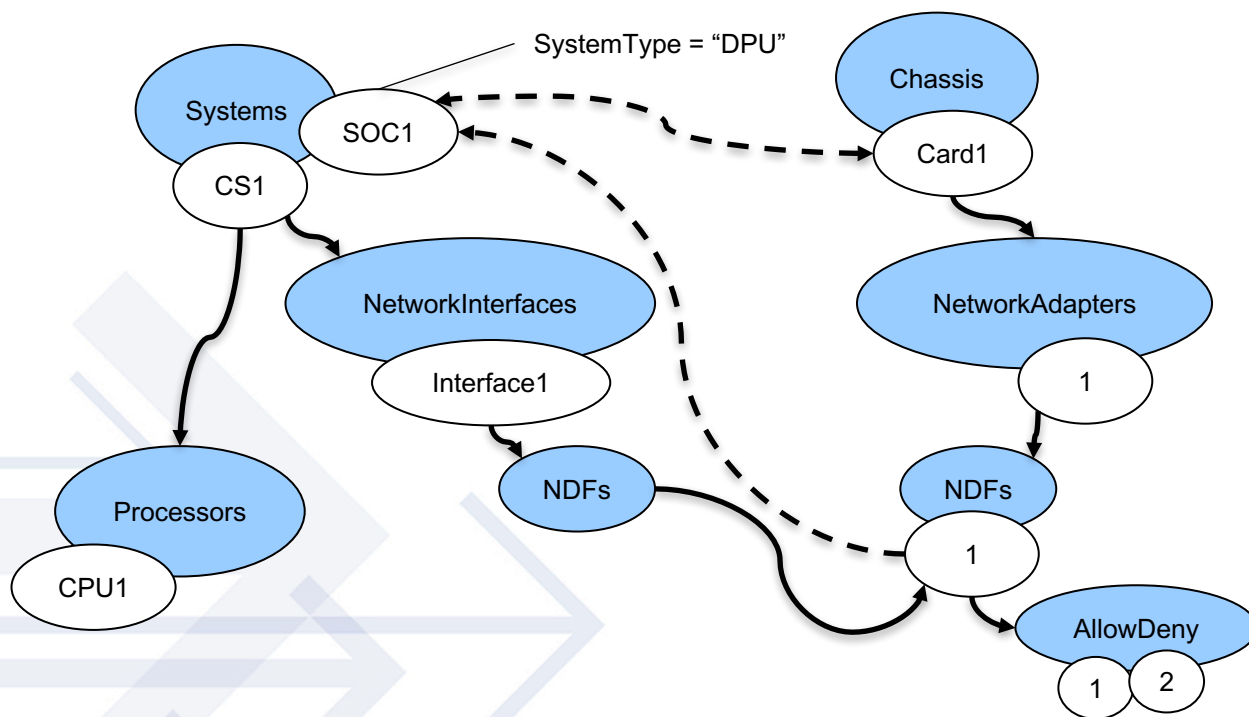 SystemType = “DPU”
Systems
SOC1
CS1
Chassis
Card1
NetworkInterfaces
Interface1
NetworkAdapters
1
Processors
CPU1
NDFs
NDFs
1
AllowDeny
1
2